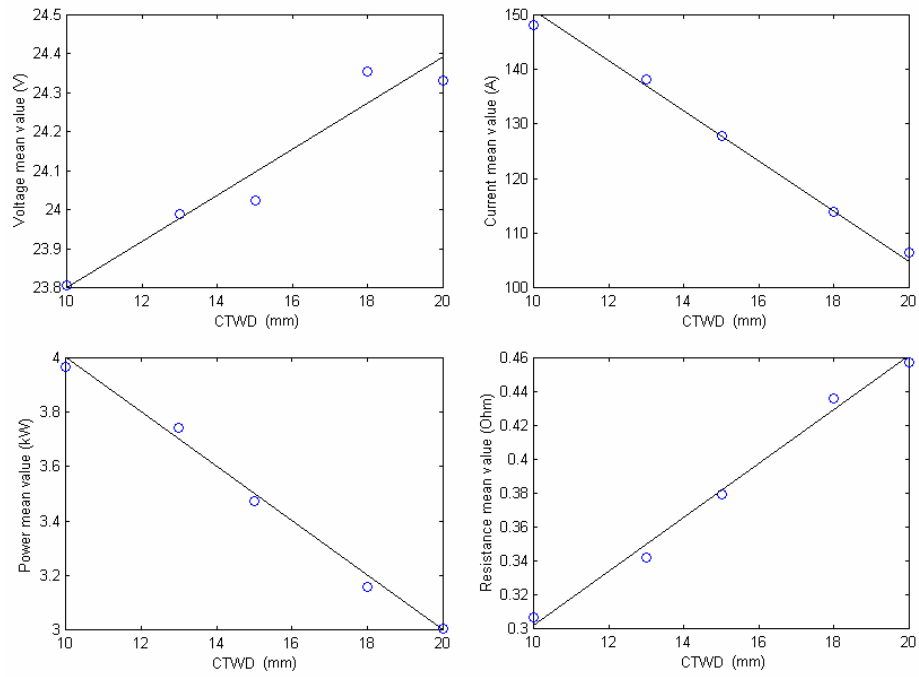 Voltage mean value (V)
24.5
24.4
24.3
24.2
24.1
24
23.9
23.8
10 12 14 16 18 20
CTWD (mm)
Current mean value (A)
150
140
130
120
110
100
10 12 14 16 18 20
CTWD (mm)
Power mean value (kW)
4
3.8
3.6
3.4
3.2
3
10 12 14 16 18 20
CTWD (mm)
Resistance mean value (Ohm)
0.46
0.44
0.42
0.4
0.38
0.36
0.34
0.32
0.3
10 12 14 16 18 20
CTWD (mm)